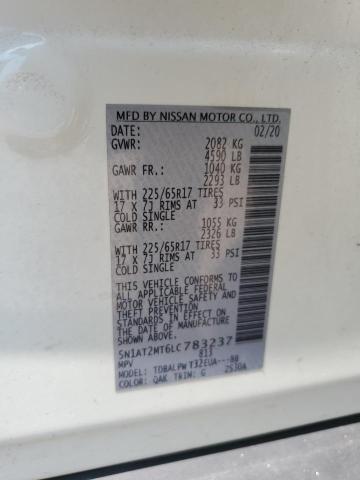 MFD BY NISSAN MOTOR CO., LTD.
DATE: 02/20
GVWR: 2082 KG
4590 LB
GAWR FR.: 1040 KG
2293 LB
WITH 225/65R17 TIRES
17 X 7J RIMS AT 33 PSI
COLD SINGLE
GAWR RR.: 1055 KG
2326 LB
WITH 225/65R17 TIRES
17 X 7J RIMS AT 33 PSI
COLD SINGLE
THIS VEHICLE CONFORMS
TO ALL APPLICABLE
FEDERAL MOTOR VEHICLE
SAFETY, BUMPER, AND
THEFT PREVENTION
STANDARDS IN EFFECT ON
THE DATE OF
MANUFACTURE SHOWN
ABOVE.
5N1AT2MT6LC783237
MPV 813
MODEL: TDBALPW T32EUA---BB
COLOR: QAK TRIM: G 2S30A